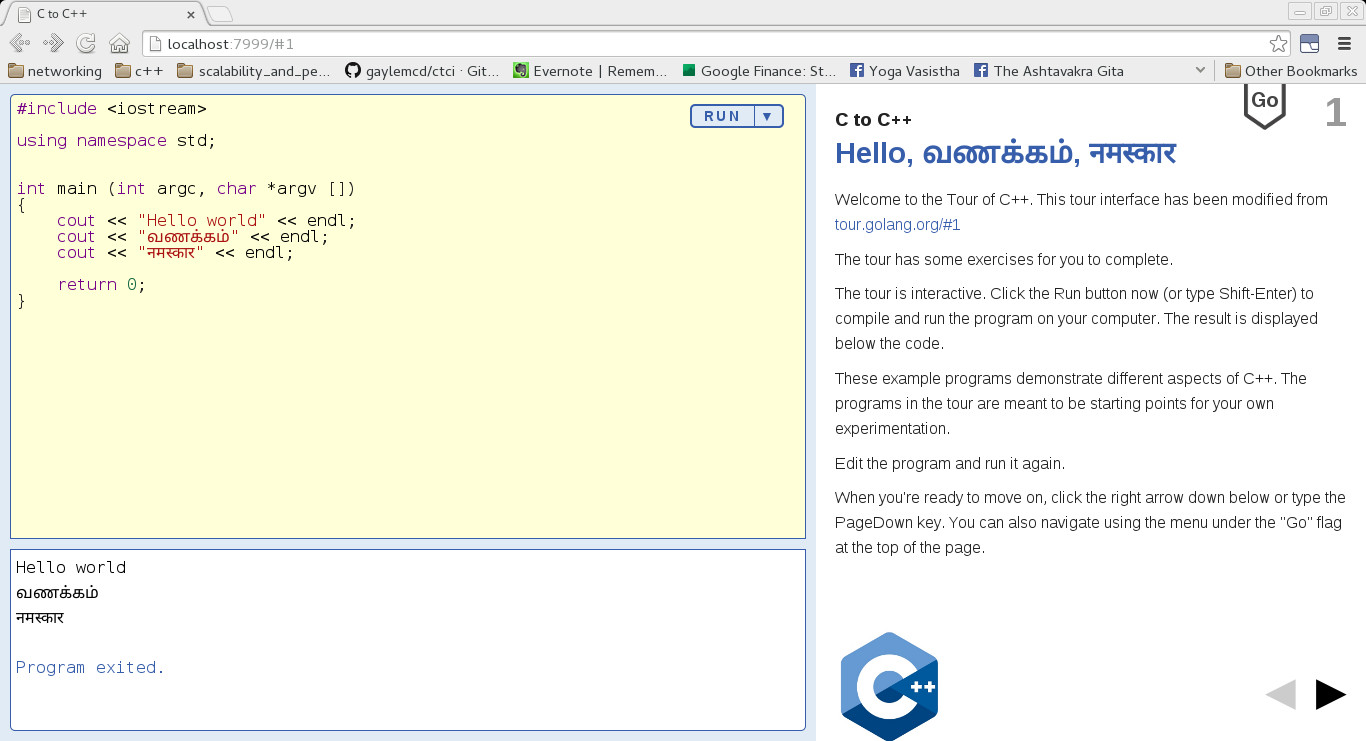 C to C++
localhost:7999/#1
networking c++ scalability_and_pe... gaylemcd/ctci · Git... Evernote | Remem... Google Finance: St... Yoga Vasistha The Ashtavakra Gita Other Bookmarks
#include <iostream>
RUN ▼
using namespace std;
int main (int argc, char *argv [])
{
    cout << "Hello world" << endl;
    cout << "வணக்கம்" << endl;
    cout << "नमस्कार" << endl;
    return 0;
}
Hello world
வணக்கம்
नमस्कार
Program exited.
Go
1
C to C++
Hello, வணக்கம், नमस्कार
Welcome to the Tour of C++. This tour interface has been modified from
tour.golang.org/#1
The tour has some exercises for you to complete.
The tour is interactive. Click the Run button now (or type Shift-Enter) to
compile and run the program on your computer. The result is displayed
below the code.
These example programs demonstrate different aspects of C++. The
programs in the tour are meant to be starting points for your own
experimentation.
Edit the program and run it again.
When you're ready to move on, click the right arrow down below or type the
PageDown key. You can also navigate using the menu under the "Go" flag
at the top of the page.
C++